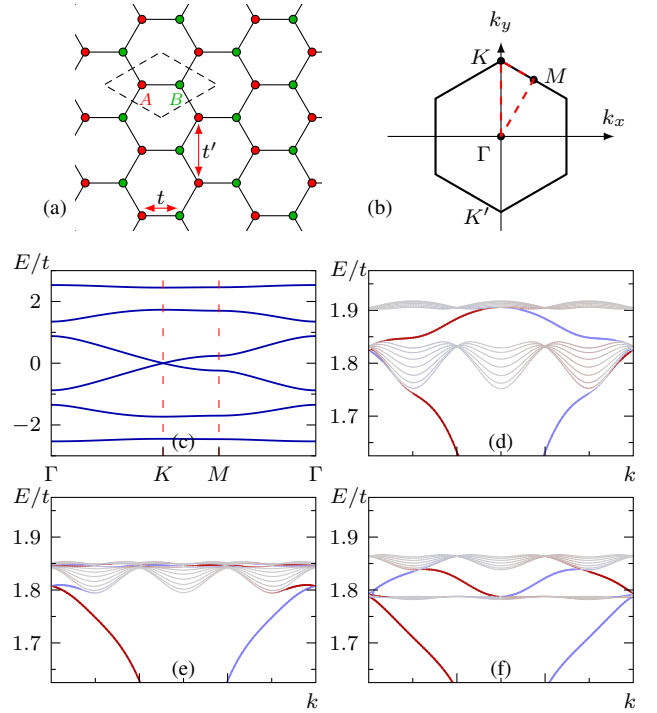 A B
t′
t
(a)
k_y
K
M
k_x
Γ
K′
(b)
E/t
2
0
−2
(c)
Γ K M Γ
E/t
1.9
1.8
1.7
(d)
k
E/t
1.9
1.8
1.7
(e)
k
E/t
1.9
1.8
1.7
(f)
k